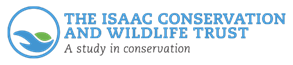 THE ISAAC CONSERVATION
AND WILDLIFE TRUST
A study in conservation